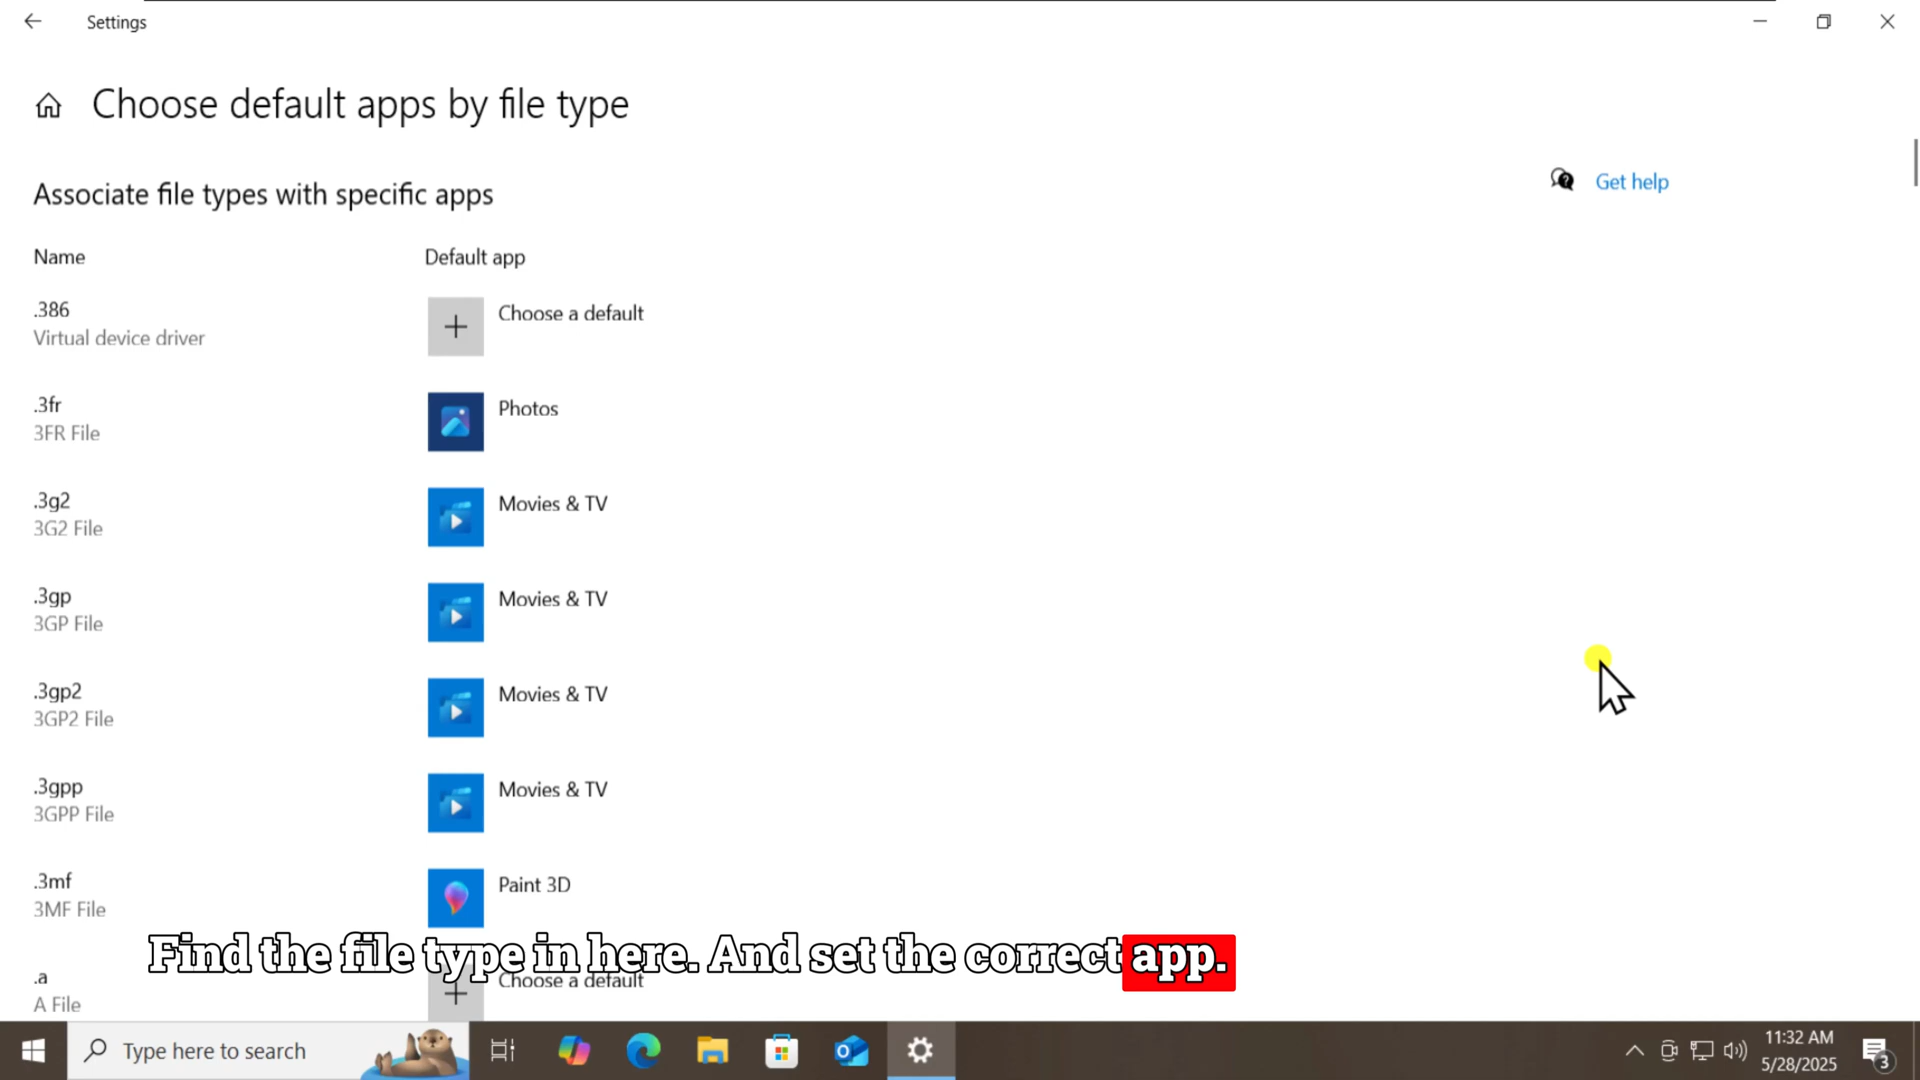 Settings
Choose default apps by file type
Associate file types with specific apps
Get help
Name Default app
.386 Choose a default
Virtual device driver
.3fr Photos
3FR File
.3g2 Movies & TV
3G2 File
.3gp Movies & TV
3GP File
.3gp2 Movies & TV
3GP2 File
.3gpp Movies & TV
3GPP File
.3mf Paint 3D
3MF File
Find the file type in here. And set the correct app.
.a Choose a default
A File
Type here to search
11:32 AM
5/28/2025
3